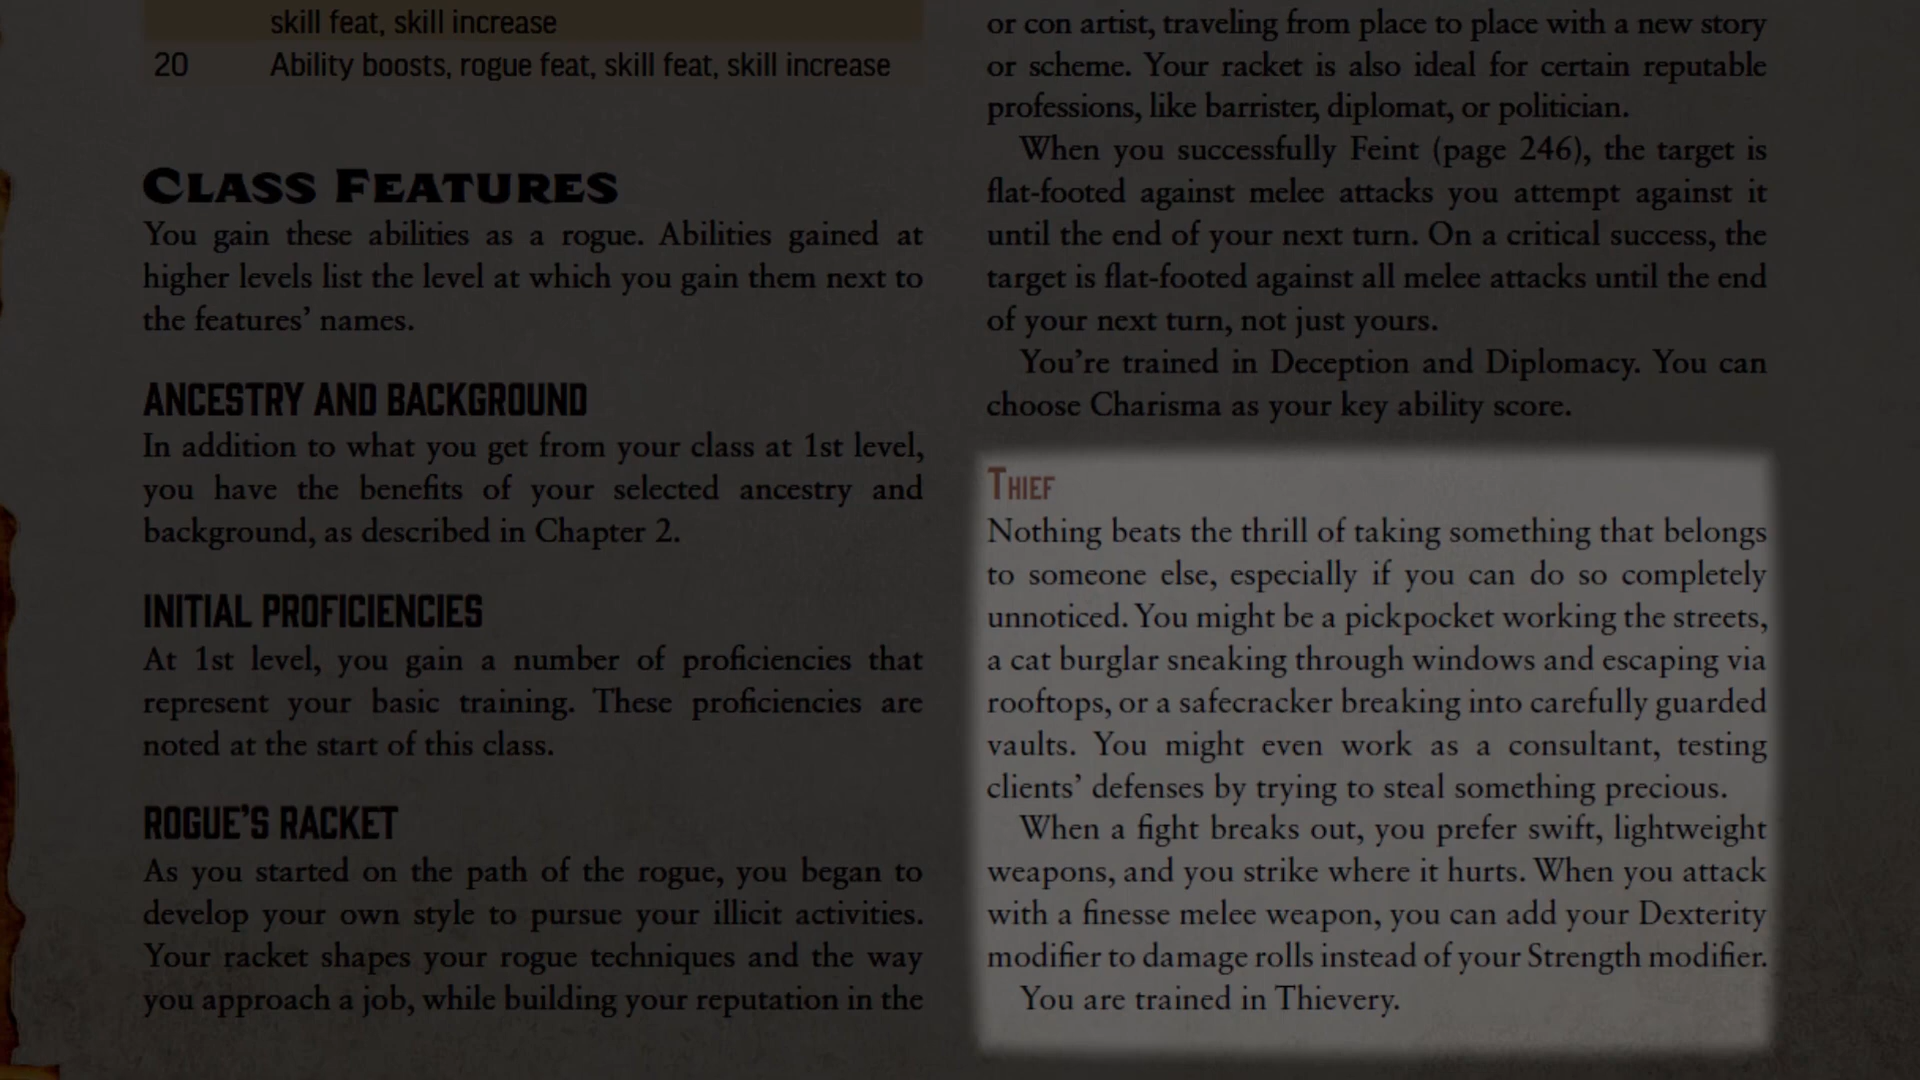 skill feat, skill increase
20 Ability boosts, rogue feat, skill feat, skill increase
CLASS FEATURES
You gain these abilities as a rogue. Abilities gained at
higher levels list the level at which you gain them next to
the features’ names.
ANCESTRY AND BACKGROUND
In addition to what you get from your class at 1st level,
you have the benefits of your selected ancestry and
background, as described in Chapter 2.
INITIAL PROFICIENCIES
At 1st level, you gain a number of proficiencies that
represent your basic training. These proficiencies are
noted at the start of this class.
ROGUE’S RACKET
As you started on the path of the rogue, you began to
develop your own style to pursue your illicit activities.
Your racket shapes your rogue techniques and the way
you approach a job, while building your reputation in the
or con artist, traveling from place to place with a new story
or scheme. Your racket is also ideal for certain reputable
professions, like barrister, diplomat, or politician.
When you successfully Feint (page 246), the target is
flat-footed against melee attacks you attempt against it
until the end of your next turn. On a critical success, the
target is flat-footed against all melee attacks until the end
of your next turn, not just yours.
You’re trained in Deception and Diplomacy. You can
choose Charisma as your key ability score.
THIEF
Nothing beats the thrill of taking something that belongs
to someone else, especially if you can do so completely
unnoticed. You might be a pickpocket working the streets,
a cat burglar sneaking through windows and escaping via
rooftops, or a safecracker breaking into carefully guarded
vaults. You might even work as a consultant, testing
clients’ defenses by trying to steal something precious.
When a fight breaks out, you prefer swift, lightweight
weapons, and you strike where it hurts. When you attack
with a finesse melee weapon, you can add your Dexterity
modifier to damage rolls instead of your Strength modifier.
You are trained in Thievery.